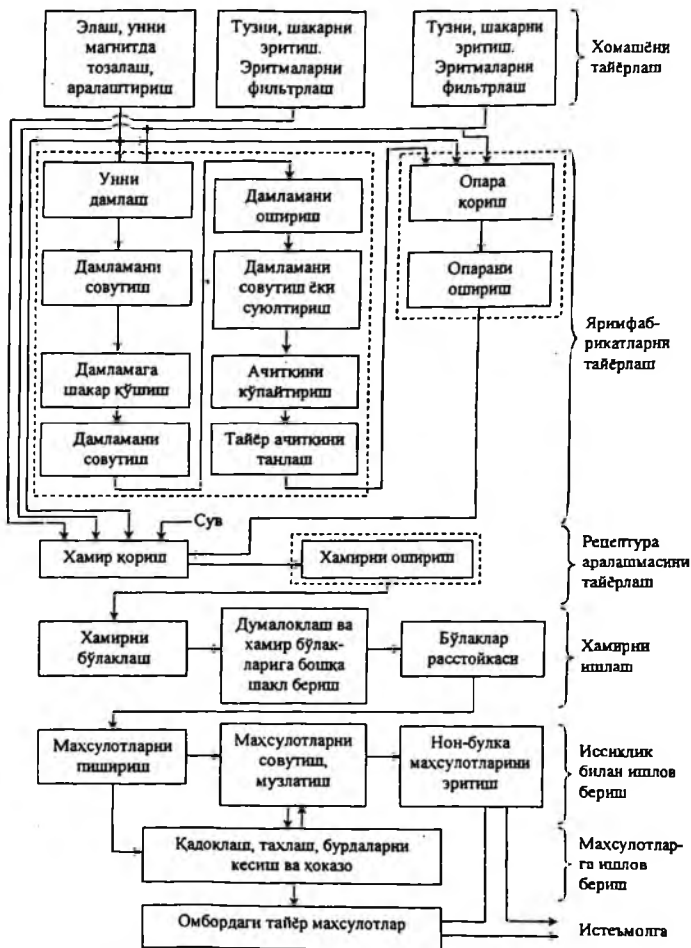 Элаш, унни
магнитда
тозалаш,
аралаштириш
Тузни, шакарни
эритиш.
Эритмаларни
фильтрлаш
Тузни, шакарни
эритиш.
Эритмаларни
фильтрлаш
Хомашёни
тайёрлаш
Унни
дамлаш
Дамламани
совутиш
Дамламага
шакар қўшиш
Дамламани
совутиш
Дамламани
ошириш
Дамламани
совутиш ёки
суюлтириш
Ачитқини
кўпайтириш
Тайёр ачитқини
танлаш
Опара
қориш
Опарани
ошириш
Яримфаб-
рикатларни
тайёрлаш
Сув
Хамир қориш
Хамирни ошириш
Рецептура
аралашмасини
тайёрлаш
Хамирни
бўлаклаш
Думалоқлаш ва
хамир бўлак-
ларига бошқа
шакл бериш
Бўлаклар
расстойкаси
Хамирни
ишлаш
Маҳсулотларни
пишириш
Маҳсулотларни
совутиш,
музлатиш
Нон-булка
маҳсулотларини
эритиш
Иссиқлик
билан ишлов
бериш
Қадоқлаш, тахлаш, бурдаларни
кесиш ва ҳоказо
Маҳсулотлар-
га ишлов
бериш
Омбордаги тайёр маҳсулотлар
Истеъмолга